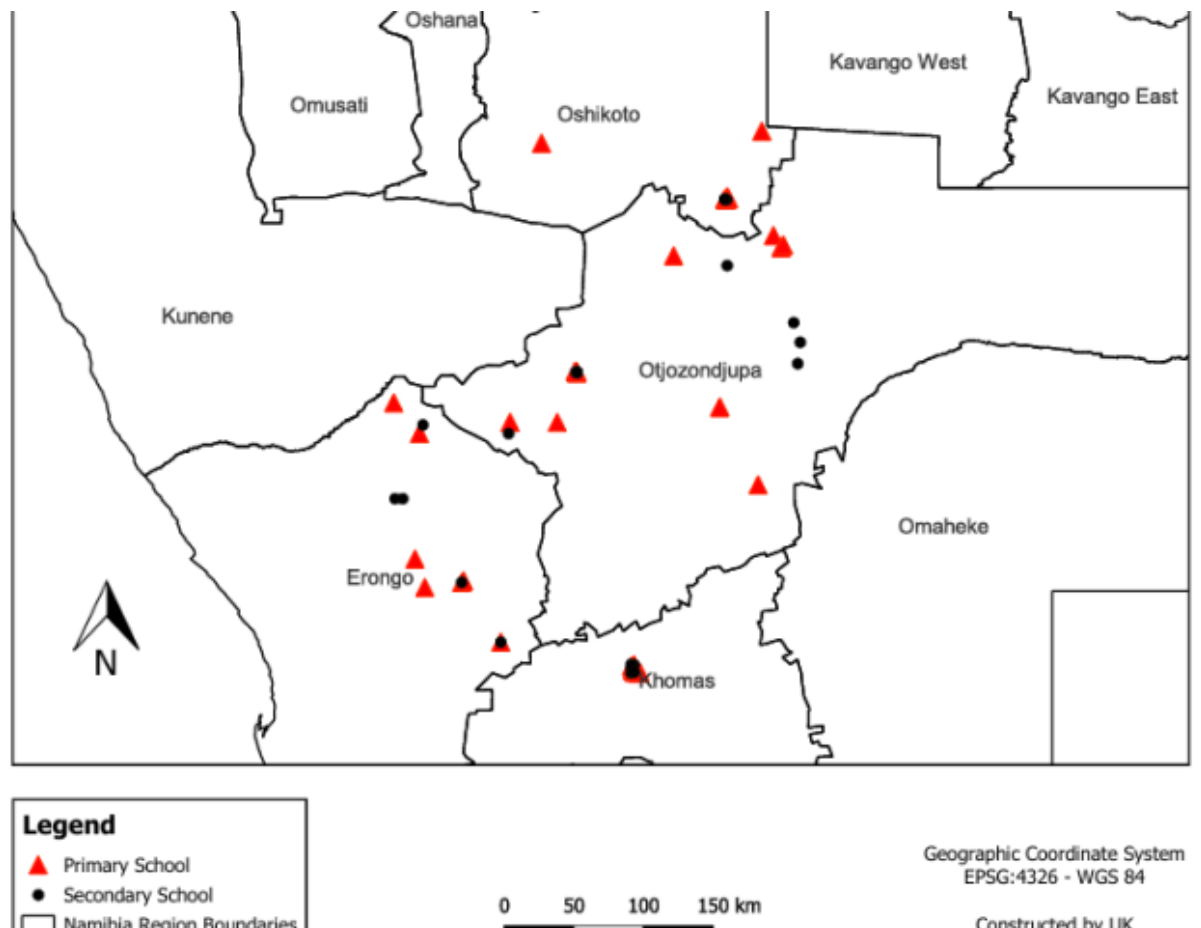 Oshana
Kavango West
Omusati
Kavango East
Oshikoto
Kunene
Otjozondjupa
Omaheke
Erongo
N
Khomas
Legend
Primary School
Secondary School
Namibia Region Boundaries
0 50 100 150 km
Geographic Coordinate System
EPSG:4326 - WGS 84
Constructed by UK